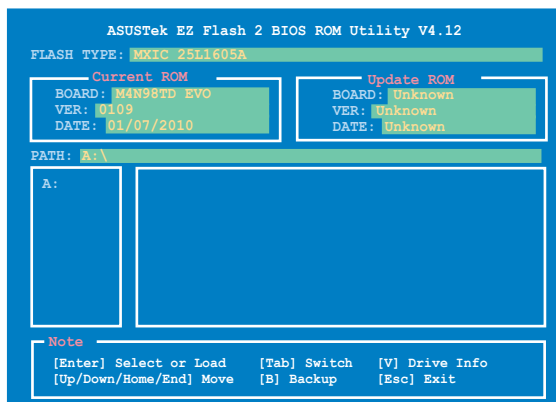 ASUSTek EZ Flash 2 BIOS ROM Utility V4.12
FLASH TYPE: MXIC 25L1605A
Current ROM
BOARD: M4N98TD EVO
VER: 0109
DATE: 01/07/2010
Update ROM
BOARD: Unknown
VER: Unknown
DATE: Unknown
PATH: A:\
A:
Note
[Enter] Select or Load [Tab] Switch [V] Drive Info
[Up/Down/Home/End] Move [B] Backup [Esc] Exit